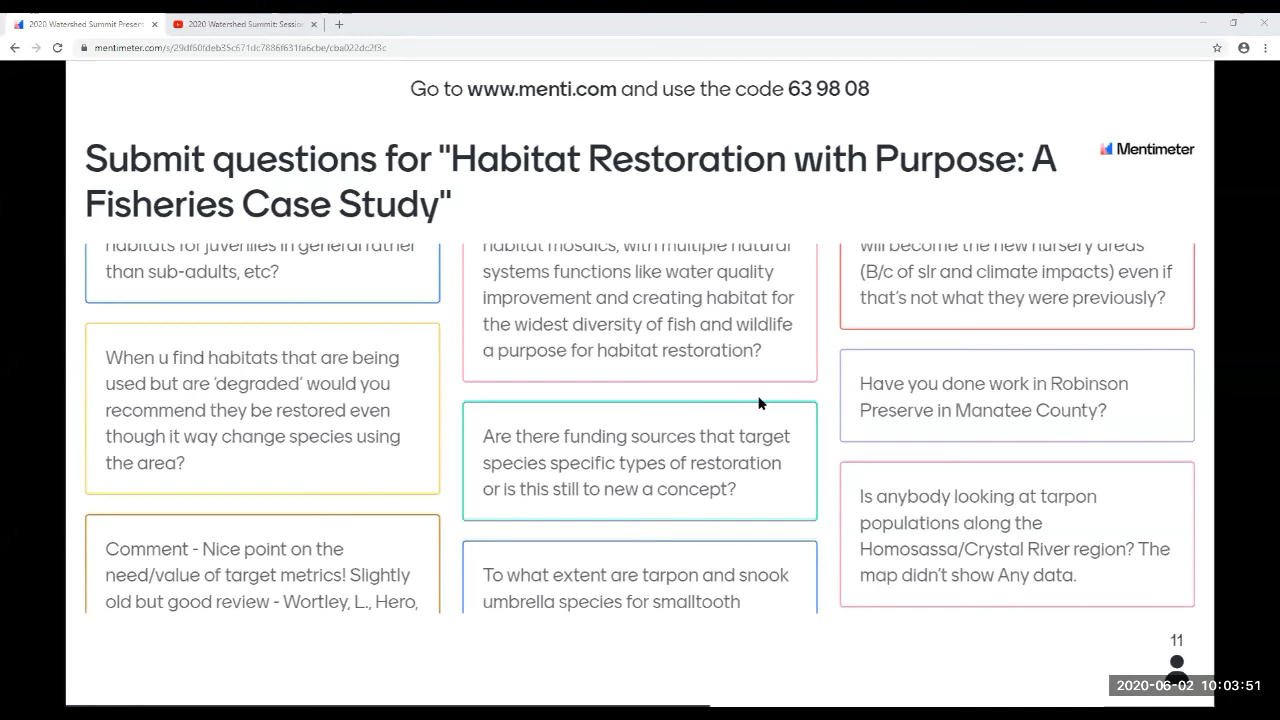 2020 Watershed Summit Present
2020 Watershed Summit: Sessio
mentimeter.com/s/29df60fdeb35c671dc7886f631fa6cbe/cba022dc2f3c
Go to www.menti.com and use the code 63 98 08
Submit questions for "Habitat Restoration with Purpose: A
Fisheries Case Study"
Mentimeter
habitats for juveniles in general rather
than sub-adults, etc?
When u find habitats that are being
used but are 'degraded' would you
recommend they be restored even
though it way change species using
the area?
Comment - Nice point on the
need/value of target metrics! Slightly
old but good review - Wortley, L., Hero,
habitat mosaics, with multiple natural
systems functions like water quality
improvement and creating habitat for
the widest diversity of fish and wildlife
a purpose for habitat restoration?
Are there funding sources that target
species specific types of restoration
or is this still to new a concept?
To what extent are tarpon and snook
umbrella species for smalltooth
will become the new nursery areas
(B/c of slr and climate impacts) even if
that's not what they were previously?
Have you done work in Robinson
Preserve in Manatee County?
Is anybody looking at tarpon
populations along the
Homosassa/Crystal River region? The
map didn't show Any data.
11
2020-06-02 10:03:51